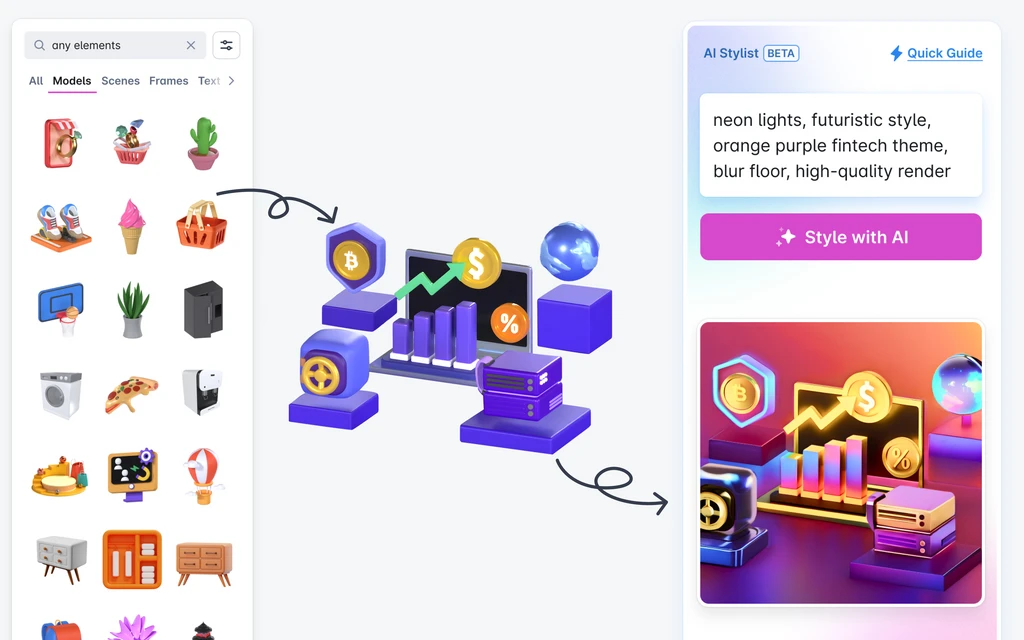 any elements
All Models Scenes Frames Text
AI Stylist BETA
Quick Guide
neon lights, futuristic style,
orange purple fintech theme,
blur floor, high-quality render
Style with AI
$
%
$
%